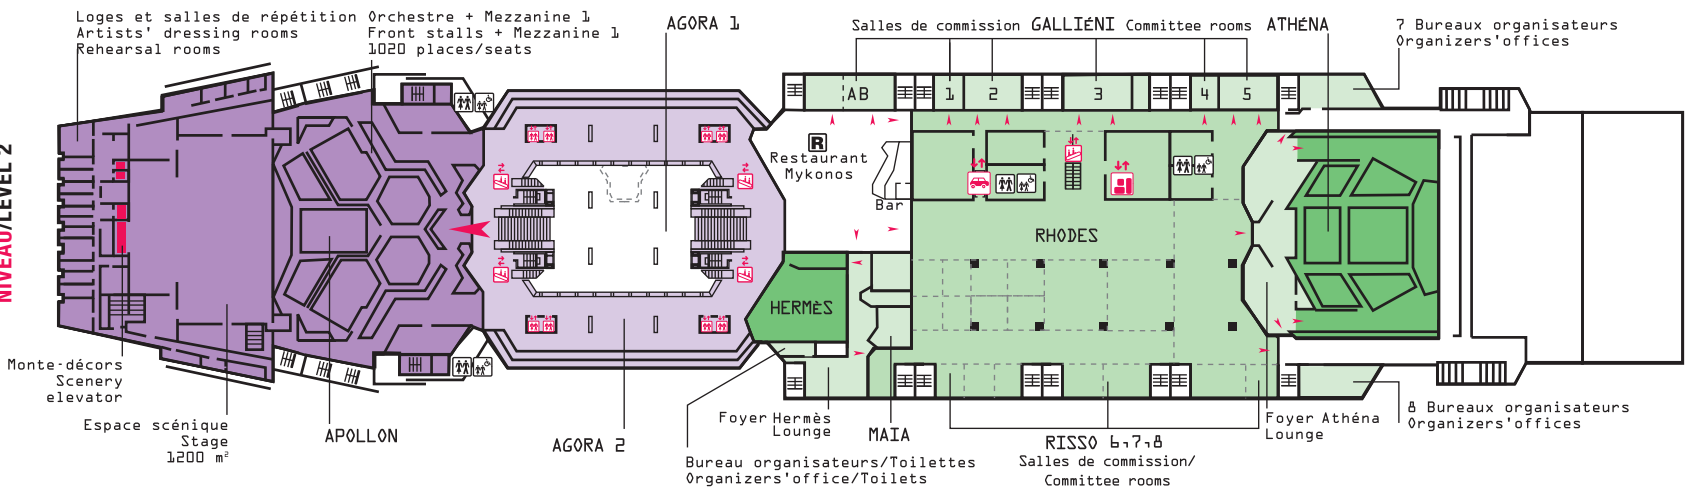 NIVEAU/LEVEL 2
Loges et salles de répétition
Artists' dressing rooms
Rehearsal rooms
Orchestre + Mezzanine 1
Front stalls + Mezzanine 1
1020 places/seats
AGORA 1
Salles de commission GALLIÉNI Committee rooms
ATHÉNA
7 Bureaux organisateurs
Organizers'offices
AB
1
2
3
4
5
R
Restaurant
Mykonos
Bar
RHODES
HERMÈS
Monte-décors
Scenery
elevator
Espace scénique
Stage
1200 m²
APOLLON
AGORA 2
Foyer Hermès
Lounge
MAIA
Bureau organisateurs/Toilettes
Organizers'office/Toilets
RISSO 6,7,8
Salles de commission/
Committee rooms
Foyer Athéna
Lounge
8 Bureaux organisateurs
Organizers'offices